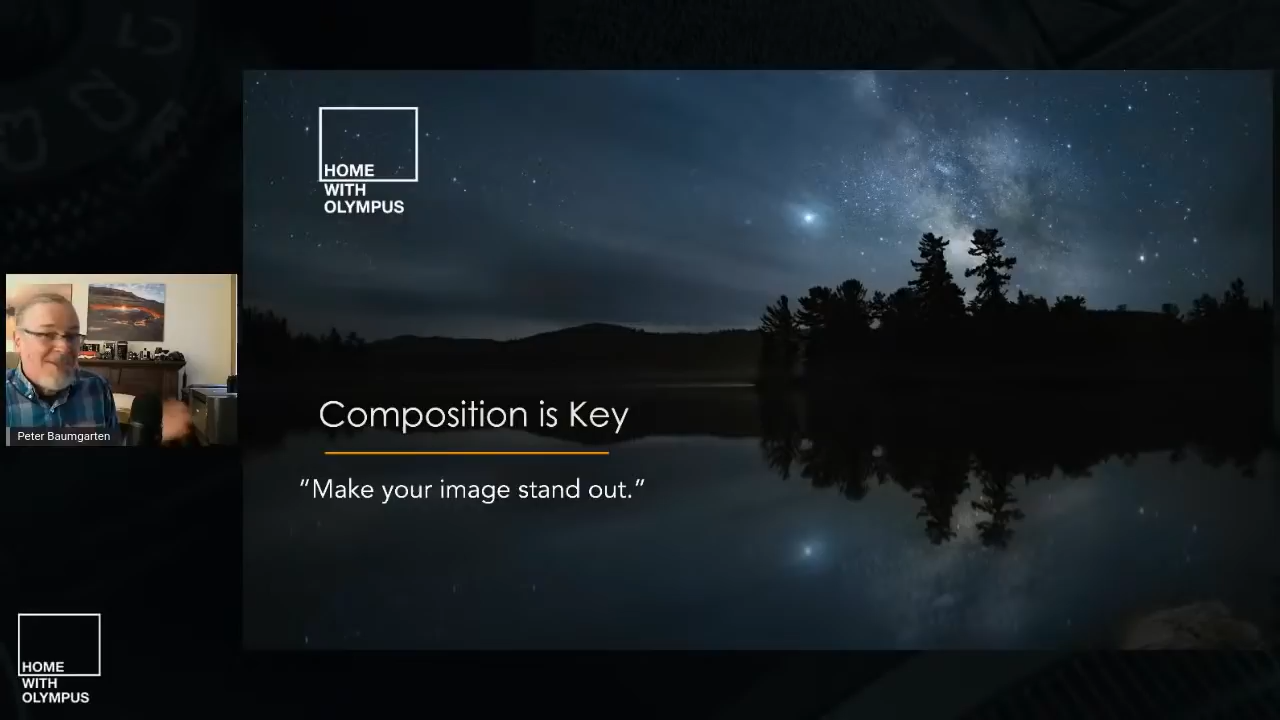 HOME
WITH
OLYMPUS
Composition is Key
“Make your image stand out.”
Peter Baumgarten
HOME
WITH
OLYMPUS